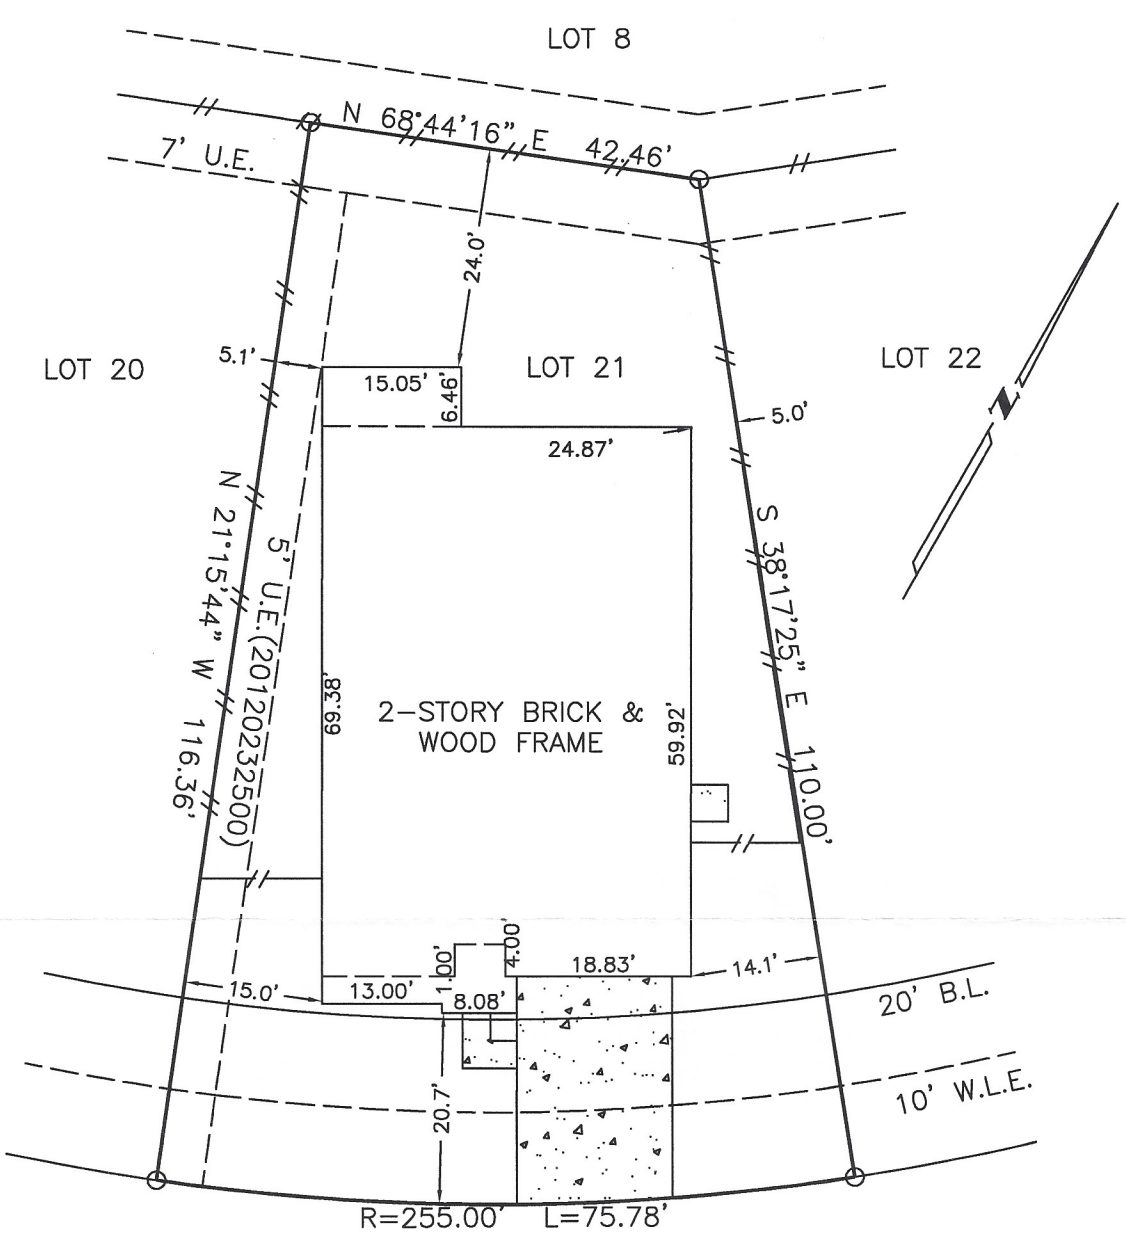 LOT 8
N 68°44'16" E 42.46'
7' U.E.
24.0'
5.1'
LOT 20
15.05'
6.46'
LOT 21
LOT 22
N
5.0'
24.87'
N 21°15'44" W 116.36'
5' U.E.(20120232500)
S 38°17'25" E 110.00'
69.38'
2-STORY BRICK &
WOOD FRAME
59.92'
1.00'
4.00'
18.83'
14.1'
15.0'
13.00'
8.08'
20' B.L.
20.7'
10' W.L.E.
R=255.00' L=75.78'